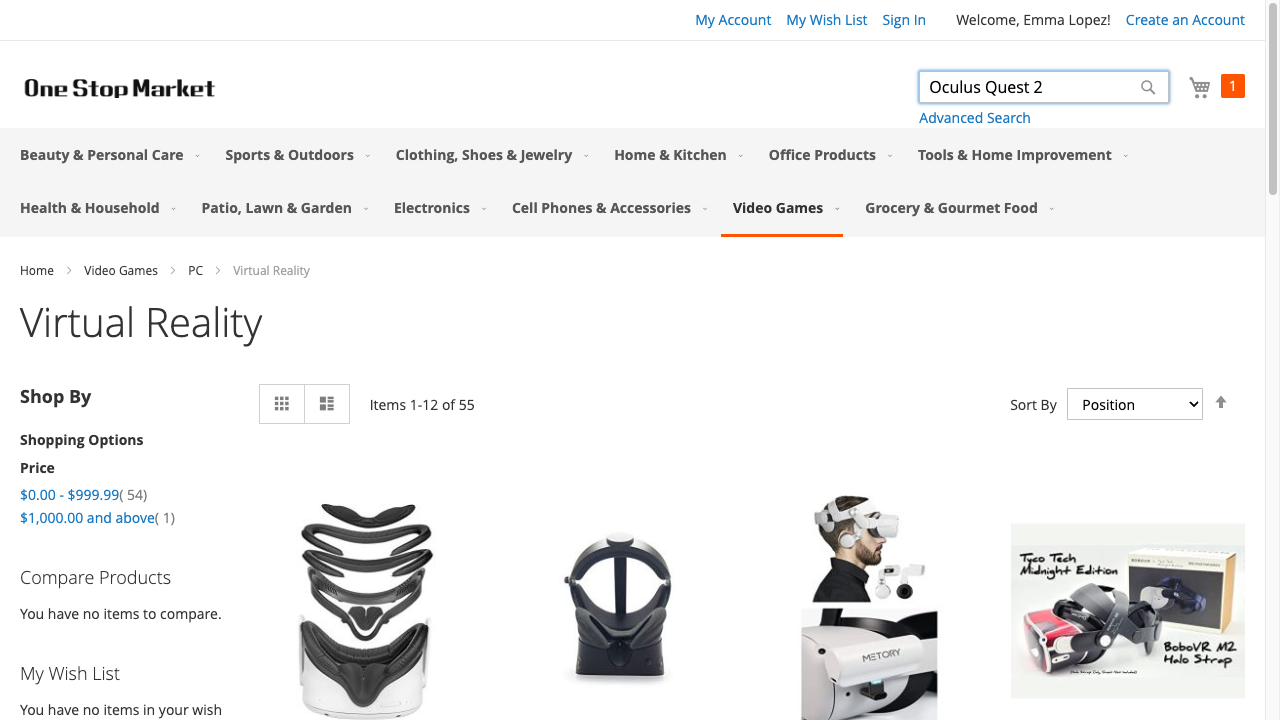 My Account My Wish List Sign In Welcome, Emma Lopez! Create an Account
One Stop Market
Oculus Quest 2
1
Advanced Search
Beauty & Personal Care Sports & Outdoors Clothing, Shoes & Jewelry Home & Kitchen Office Products Tools & Home Improvement
Health & Household Patio, Lawn & Garden Electronics Cell Phones & Accessories Video Games Grocery & Gourmet Food
Home Video Games PC Virtual Reality
Virtual Reality
Shop By
Items 1-12 of 55
Sort By Position
Shopping Options
Price
$0.00 - $999.99( 54)
$1,000.00 and above( 1)
Compare Products
You have no items to compare.
My Wish List
You have no items in your wish
METORY
Tyco Tech
Midnight Edition
BoboVR M2
Halo Strap